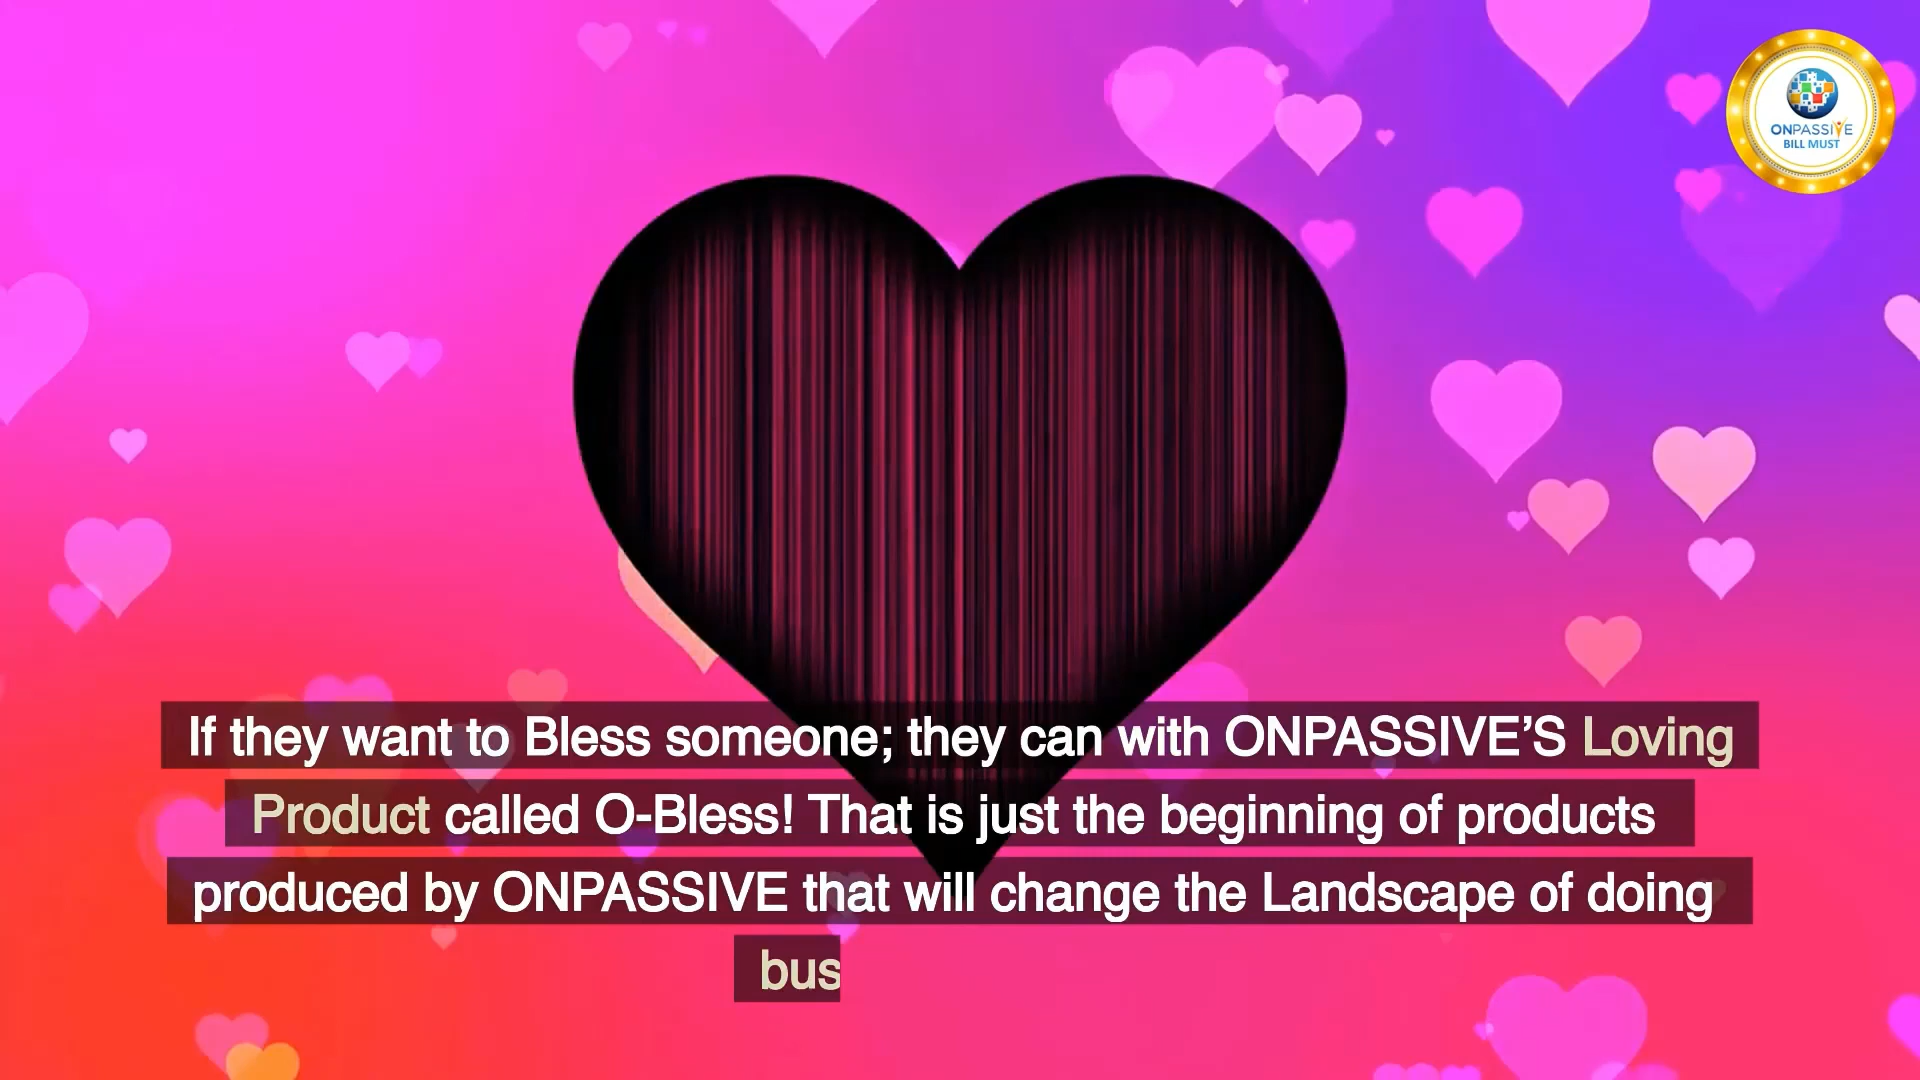 ONPASSIVE
BILL MUST
If they want to Bless someone; they can with ONPASSIVE’S Loving
Product called O-Bless! That is just the beginning of products
produced by ONPASSIVE that will change the Landscape of doing
bus